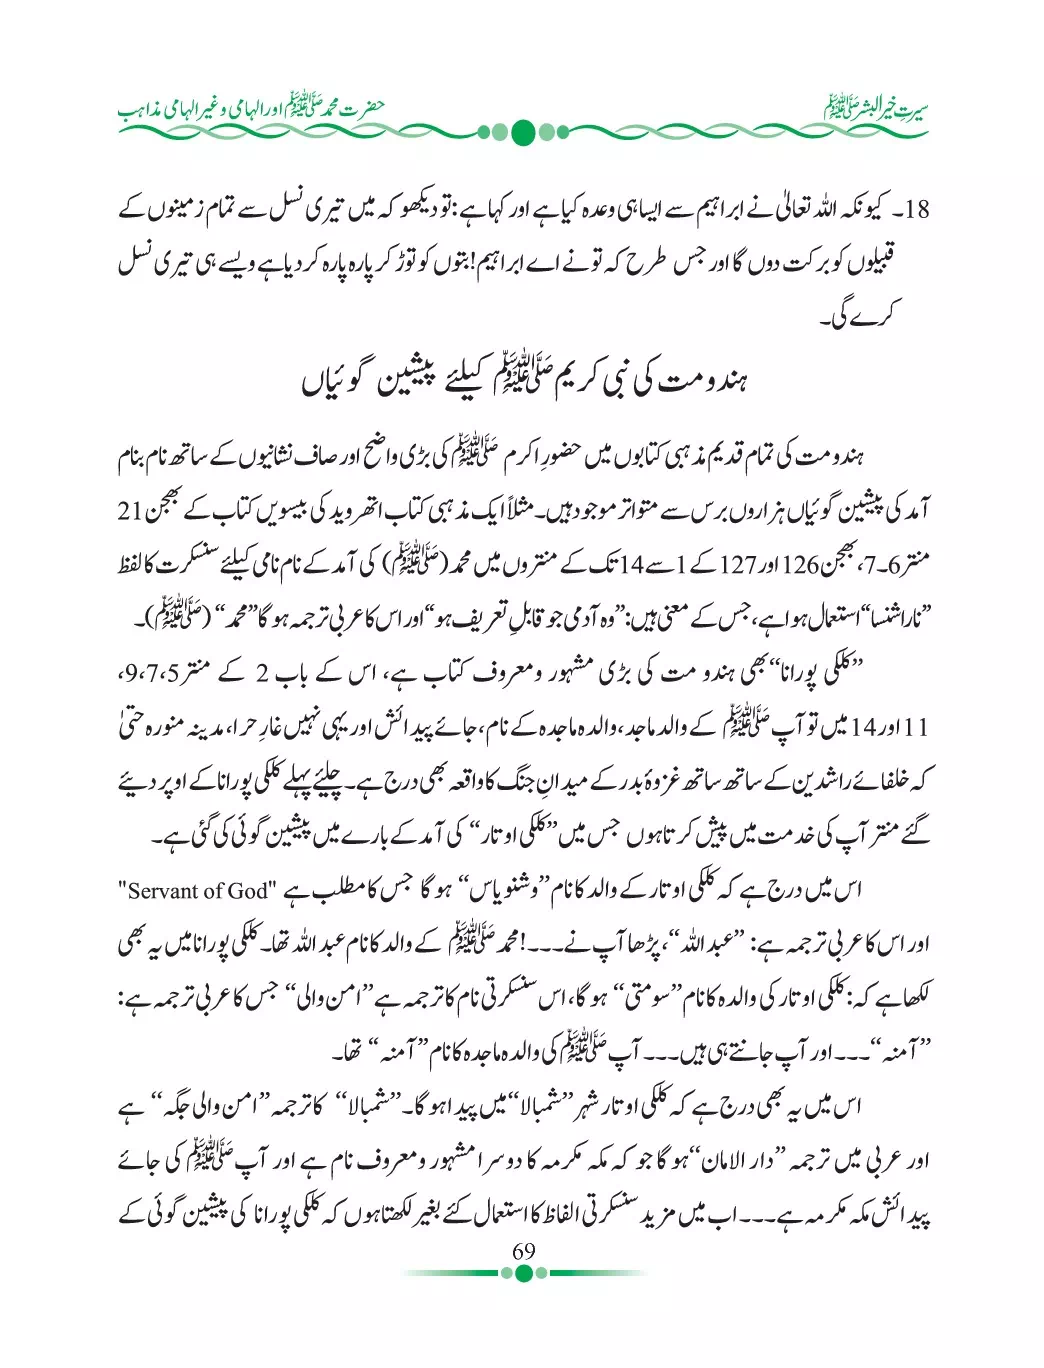 سیرتِ خیر البشرﷺ
حضرت محمدﷺ اور الہامی و غیر الہامی مذاہب
18۔ کیونکہ اللہ تعالیٰ نے ابراہیم سے ایسا ہی وعدہ کیا ہے اور کہا ہے: تو دیکھو کہ میں تیری نسل سے تمام زمینوں کے
قبیلوں کو برکت دوں گا اور جس طرح کہ تو نے اے ابراہیم! بتوں کو توڑ کر پارہ پارہ کر دیا ہے ویسے ہی تیری نسل
کرے گی۔
ہندو مت کی نبی کریمﷺ کیلئے پیشین گوئیاں
ہندو مت کی تمام قدیم مذہبی کتابوں میں حضورِ اکرم ﷺ کی بڑی واضح اور صاف نشانیوں کے ساتھ نام بنام
آمد کی پیشین گوئیاں ہزاروں برس سے متواتر موجود ہیں۔ مثلاً ایک مذہبی کتاب اتھروید کی بیسویں کتاب کے بھجن 21
منتر 6۔7، بھجن 126 اور 127 کے 1 سے 14 تک کے منتروں میں محمد (ﷺ) کی آمد کے نام نامی کیلئے سنسکرت کا لفظ
”ناراشنسا“ استعمال ہوا ہے، جس کے معنی ہیں: ”وہ آدمی جو قابلِ تعریف ہو“ اور اس کا عربی ترجمہ ہو گا ”محمد“ (ﷺ)۔
”کلکی پورانا“ بھی ہندو مت کی بڑی مشہور ومعروف کتاب ہے، اس کے باب 2 کے منتر 5،7،9،
11 اور 14 میں تو آپﷺ کے والد ماجد، والدہ ماجدہ کے نام، جائے پیدائش اور یہی نہیں غارِ حرا، مدینہ منورہ حتیٰ
کہ خلفائے راشدین کے ساتھ ساتھ غزوۂ بدر کے میدانِ جنگ کا واقعہ بھی درج ہے۔ چلیئے پہلے کلکی پورانا کے اوپر دیئے
گئے منتر آپ کی خدمت میں پیش کرتا ہوں جس میں ”کلکی اوتار“ کی آمد کے بارے میں پیشین گوئی کی گئی ہے۔
اس میں درج ہے کہ کلکی اوتار کے والد کا نام ”وشنویاس“ ہو گا جس کا مطلب ہے "Servant of God"
اور اس کا عربی ترجمہ ہے: ”عبد اللہ“، پڑھا آپ نے۔۔۔! محمدﷺ کے والد کا نام عبد اللہ تھا۔ کلکی پورانا میں یہ بھی
لکھا ہے کہ: کلکی اوتار کی والدہ کا نام ”سومتی“ ہو گا، اس سنسکرتی نام کا ترجمہ ہے ”امن والی“ جس کا عربی ترجمہ ہے:
”آمنہ“۔۔۔ اور آپ جانتے ہی ہیں۔۔۔ آپﷺ کی والدہ ماجدہ کا نام ”آمنہ“ تھا۔
اس میں یہ بھی درج ہے کہ کلکی اوتار شہر ”شمبالا“ میں پیدا ہو گا۔ ”شمبالا“ کا ترجمہ ”امن والی جگہ“ ہے
اور عربی میں ترجمہ ”دار الامان“ ہو گا جو کہ مکہ مکرمہ کا دوسرا مشہور ومعروف نام ہے اور آپﷺ کی جائے
پیدائش مکہ مکرمہ ہے۔۔۔ اب میں مزید سنسکرتی الفاظ کا استعمال کئے بغیر لکھتا ہوں کہ کلکی پورانا کی پیشین گوئی کے
69